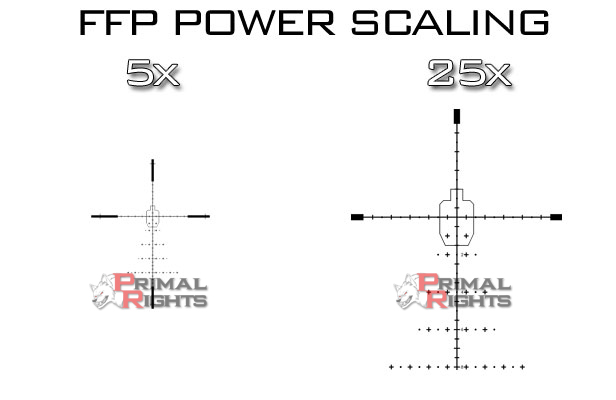 FFP POWER SCALING
5x
25x
PRIMAL
RIGHTS
PRIMAL
RIGHTS